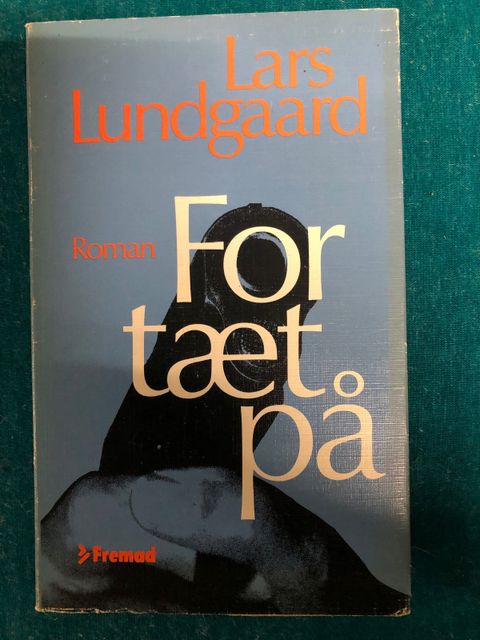 Lars
Lundgaard
Roman
For
tæt
på
Fremad